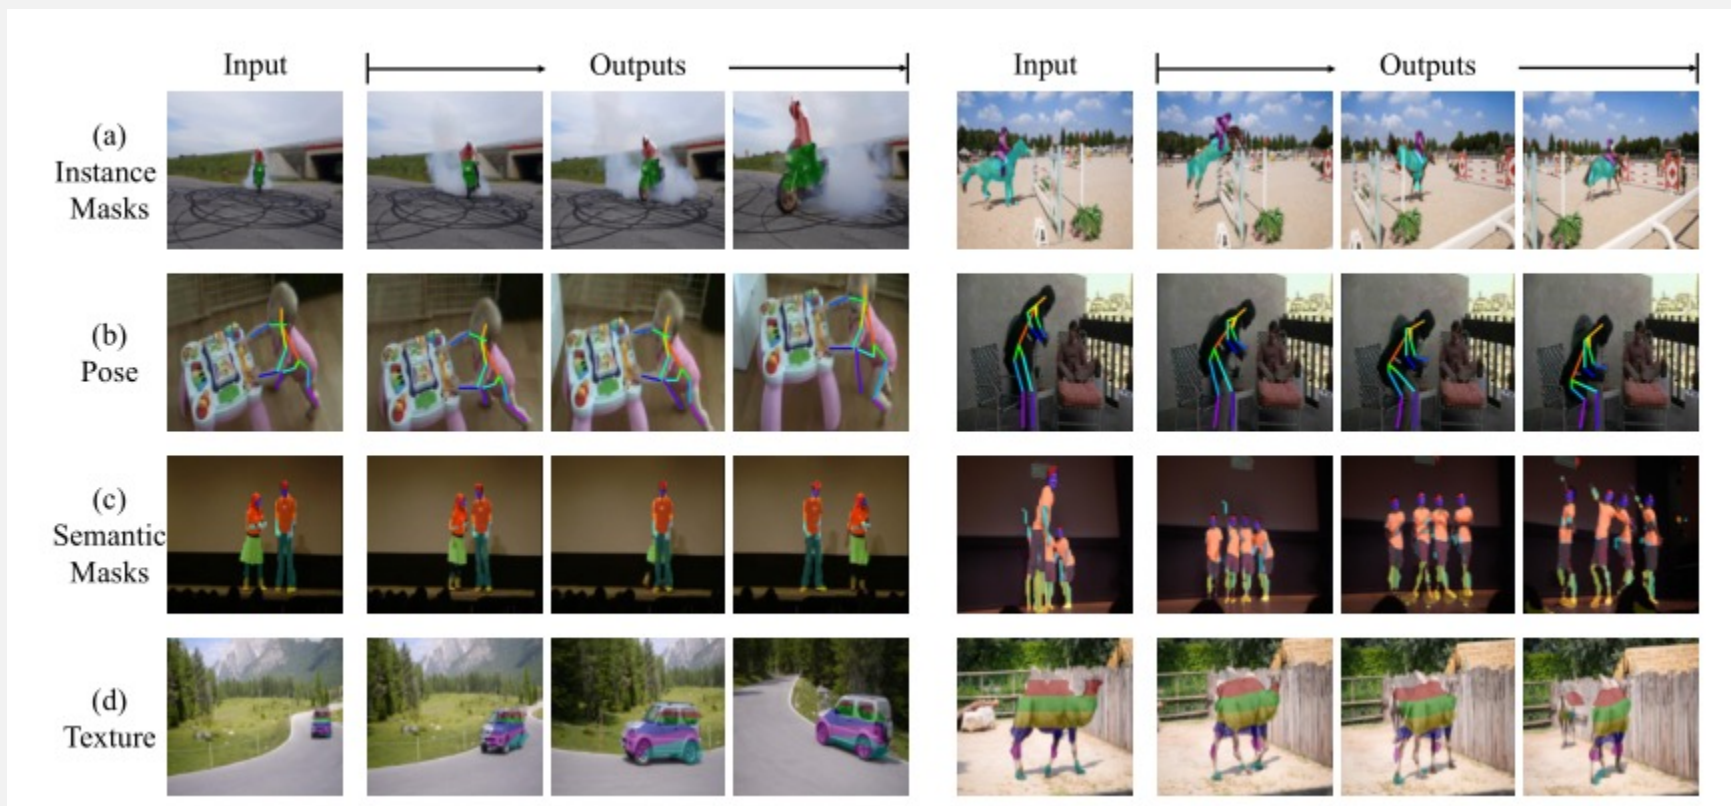 Input
Outputs
Input
Outputs
(a)
Instance
Masks
(b)
Pose
(c)
Semantic
Masks
(d)
Texture